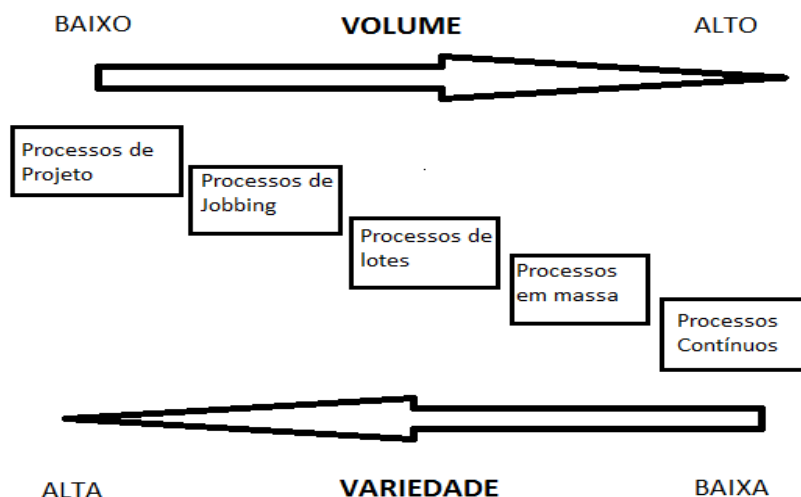 BAIXO VOLUME ALTO
Processos de
Projeto
Processos de
Jobbing
Processos de
lotes
Processos
em massa
Processos
Contínuos
ALTA VARIEDADE BAIXA